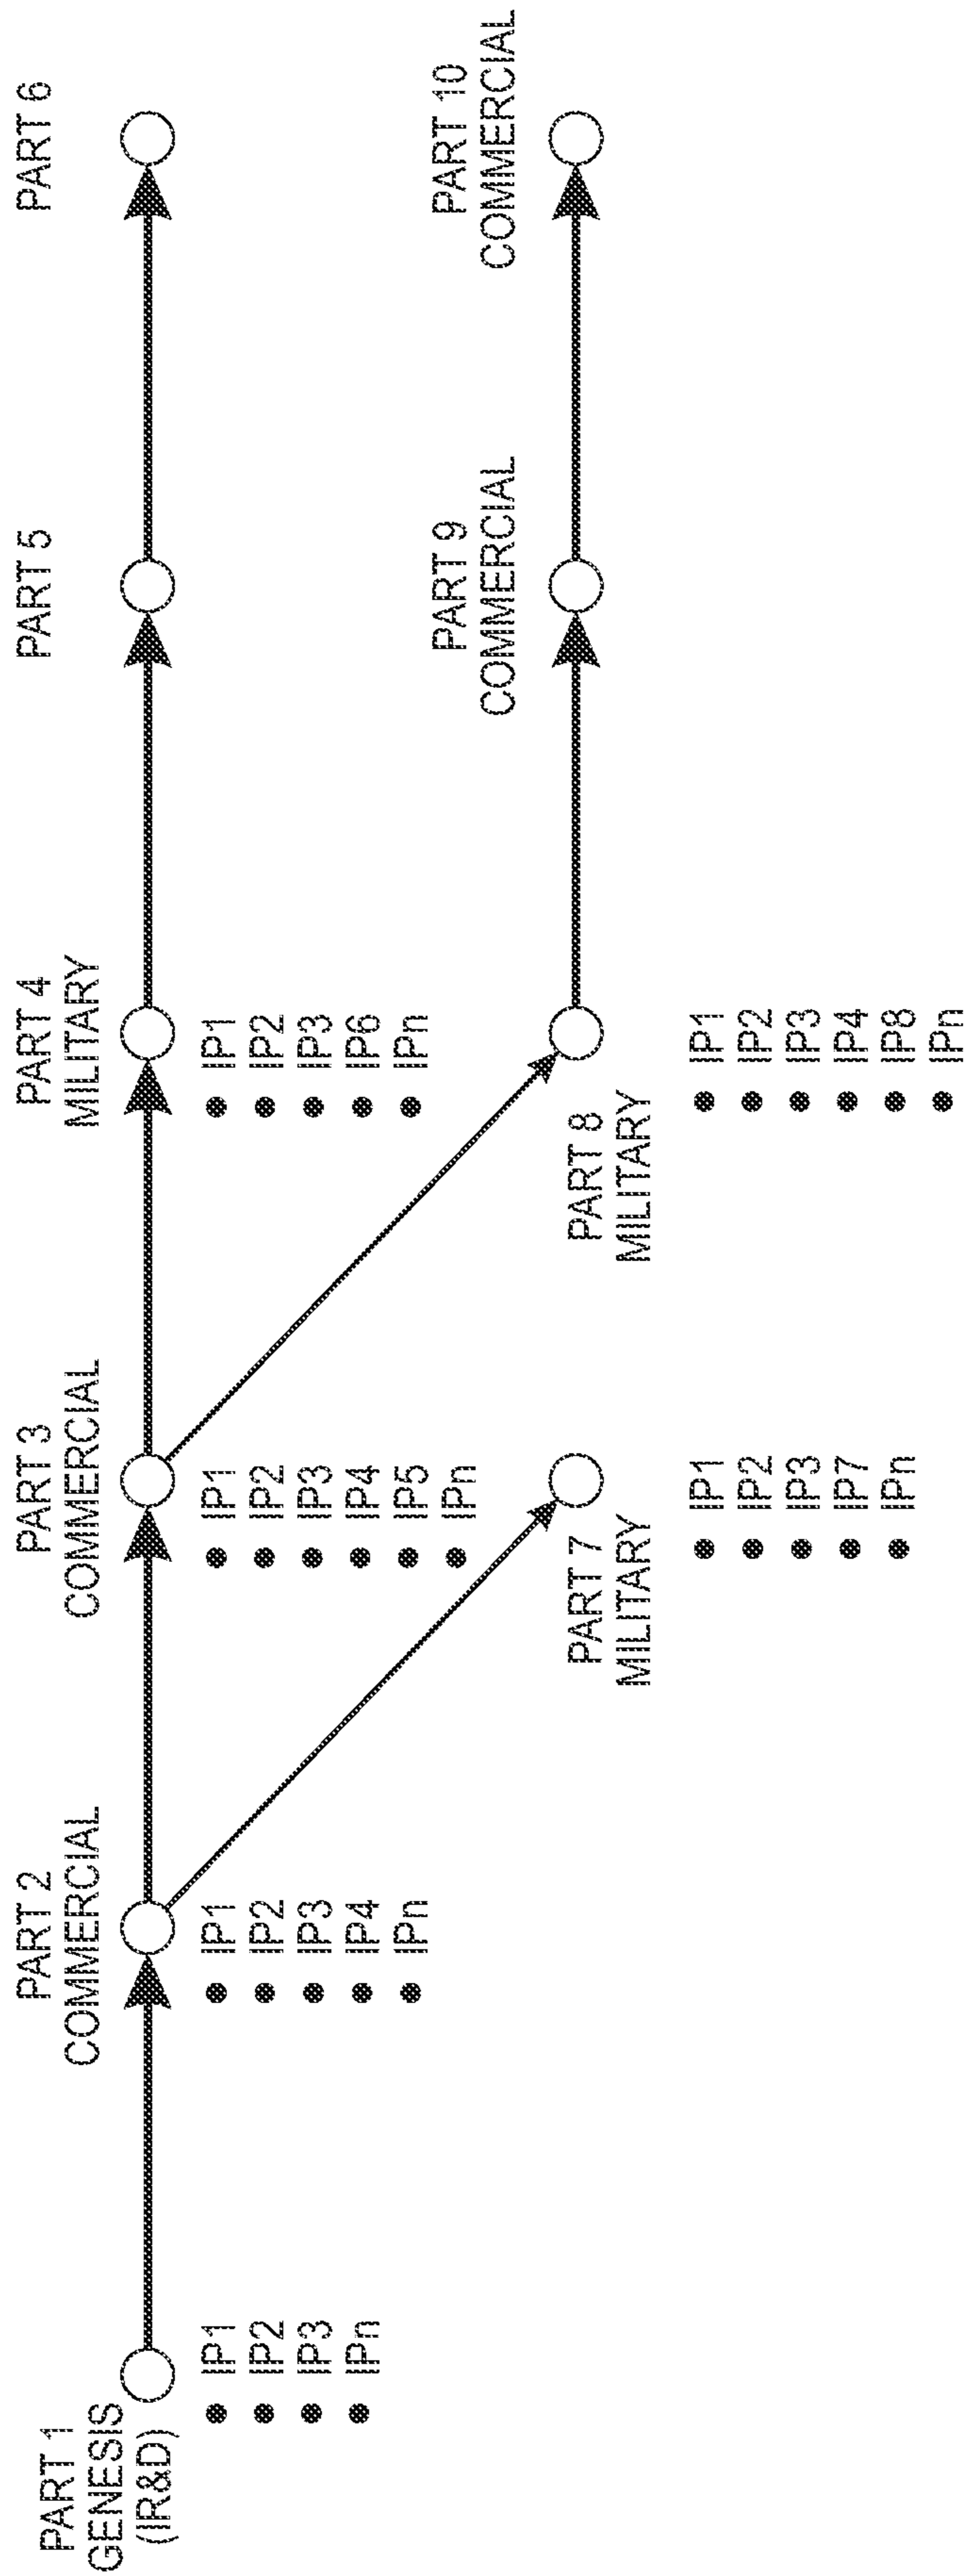 PART 1
GENESIS
(IR&D)
IP1
IP2
IP3
IPn
PART 2
COMMERCIAL
IP1
IP2
IP3
IP4
IPn
PART 3
COMMERCIAL
IP1
IP2
IP3
IP4
IP5
IPn
PART 4
MILITARY
IP1
IP2
IP3
IP6
IPn
PART 5
PART 6
PART 7
MILITARY
IP1
IP2
IP3
IP7
IPn
PART 8
MILITARY
IP1
IP2
IP3
IP4
IP8
IPn
PART 9
COMMERCIAL
PART 10
COMMERCIAL